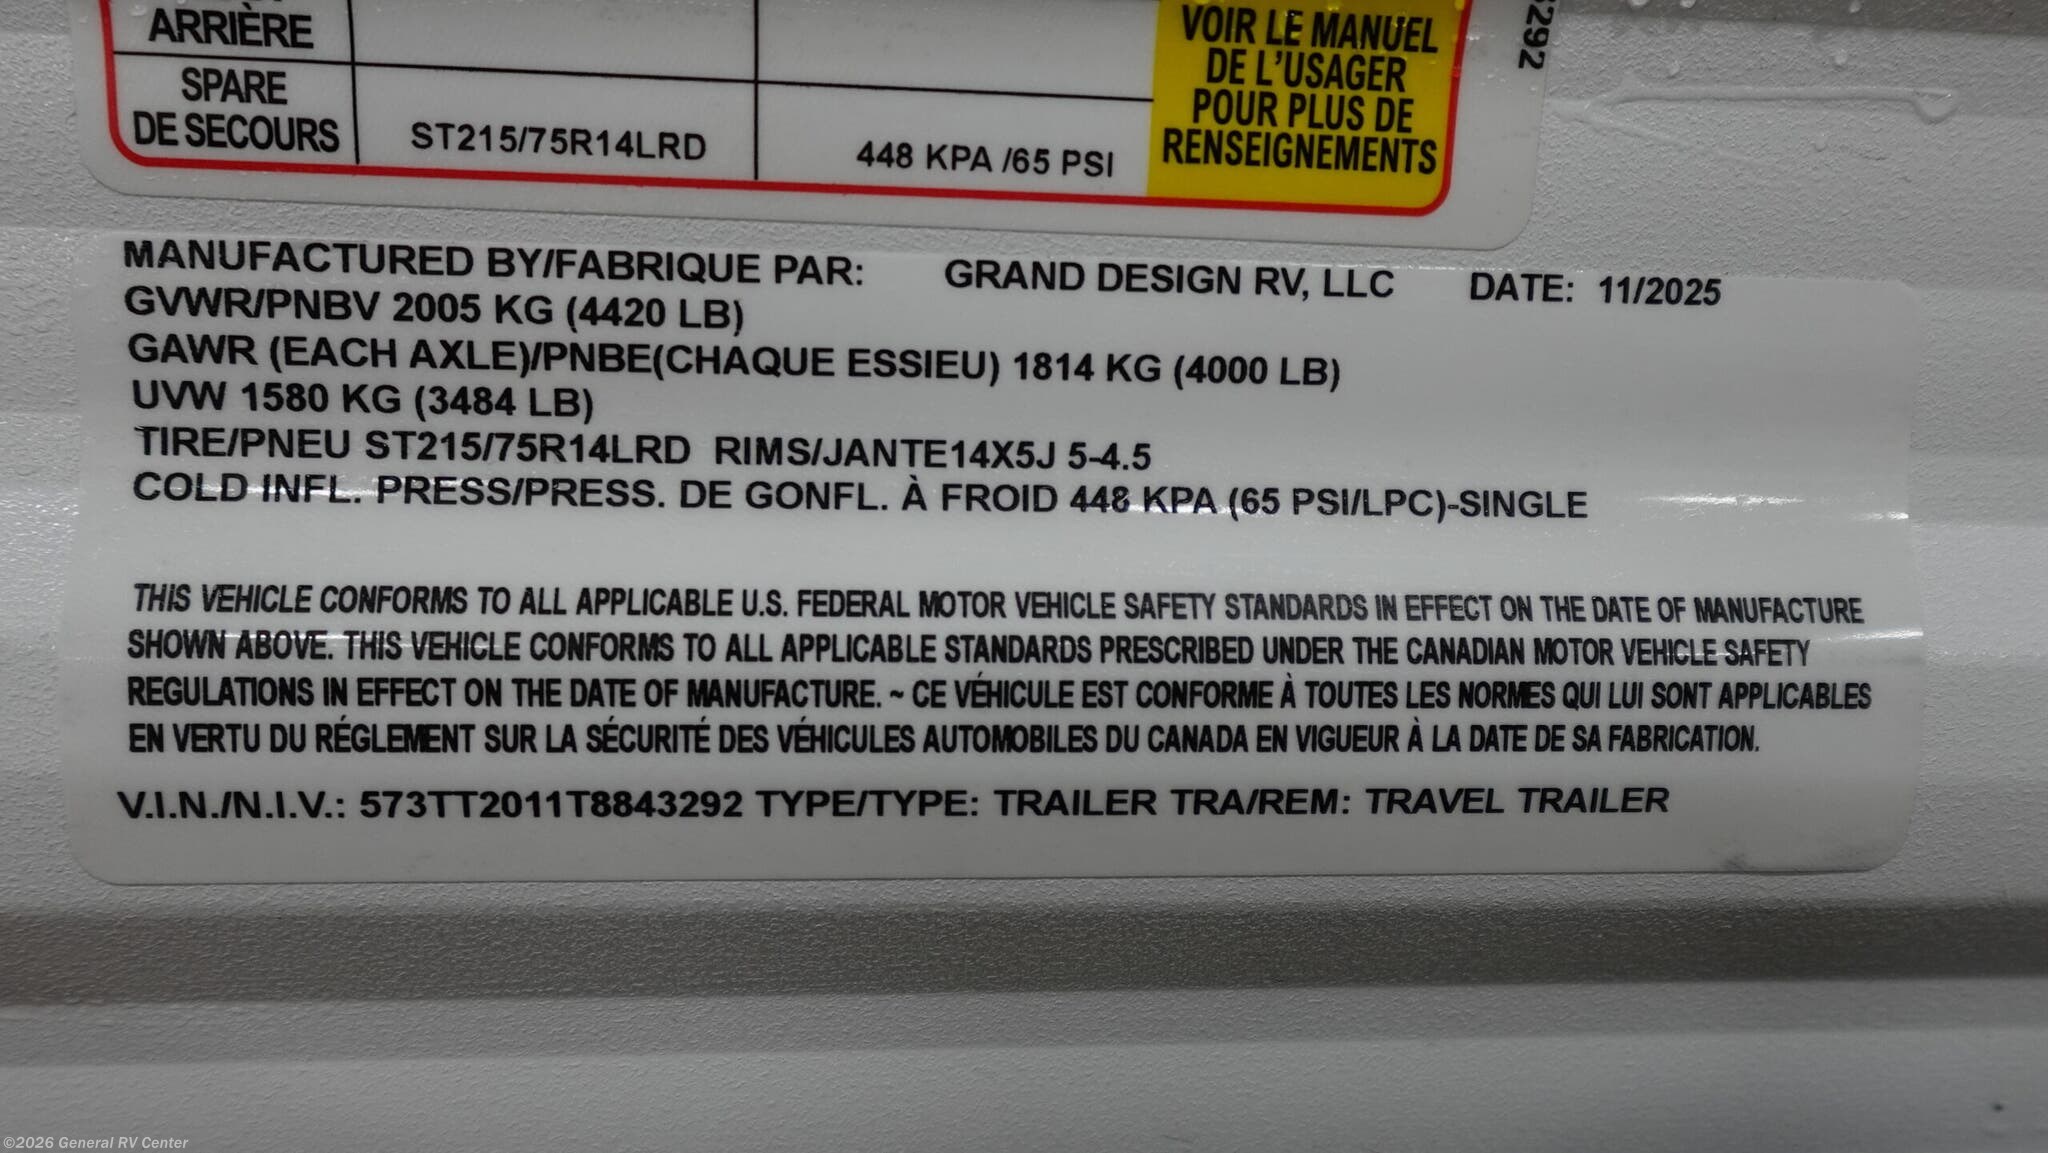 ARRIÈRE
SPARE
DE SECOURS
ST215/75R14LRD
448 KPA /65 PSI
VOIR LE MANUEL
DE L'USAGER
POUR PLUS DE
RENSEIGNEMENTS
MANUFACTURED BY/FABRIQUE PAR: GRAND DESIGN RV, LLC DATE: 11/2025
GVWR/PNBV 2005 KG (4420 LB)
GAWR (EACH AXLE)/PNBE(CHAQUE ESSIEU) 1814 KG (4000 LB)
UVW 1580 KG (3484 LB)
TIRE/PNEU ST215/75R14LRD RIMS/JANTE14X5J 5-4.5
COLD INFL. PRESS/PRESS. DE GONFL. À FROID 448 KPA (65 PSI/LPC)-SINGLE
THIS VEHICLE CONFORMS TO ALL APPLICABLE U.S. FEDERAL MOTOR VEHICLE SAFETY STANDARDS IN EFFECT ON THE DATE OF MANUFACTURE
SHOWN ABOVE. THIS VEHICLE CONFORMS TO ALL APPLICABLE STANDARDS PRESCRIBED UNDER THE CANADIAN MOTOR VEHICLE SAFETY
REGULATIONS IN EFFECT ON THE DATE OF MANUFACTURE. ~ CE VÉHICULE EST CONFORME À TOUTES LES NORMES QUI LUI SONT APPLICABLES
EN VERTU DU RÉGLEMENT SUR LA SÉCURITÉ DES VÉHICULES AUTOMOBILES DU CANADA EN VIGUEUR À LA DATE DE SA FABRICATION.
V.I.N./N.I.V.: 573TT2011T8843292 TYPE/TYPE: TRAILER TRA/REM: TRAVEL TRAILER
©2026 General RV Center